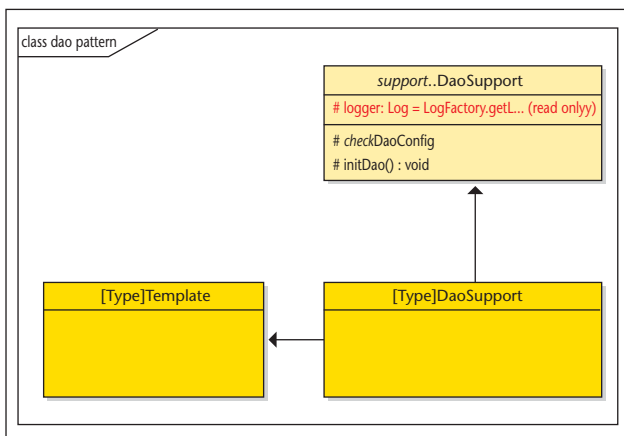 class dao pattern
support..DaoSupport
# logger: Log = LogFactory.getL... (read onlyy)
# checkDaoConfig
# initDao() : void
[Type]Template
[Type]DaoSupport